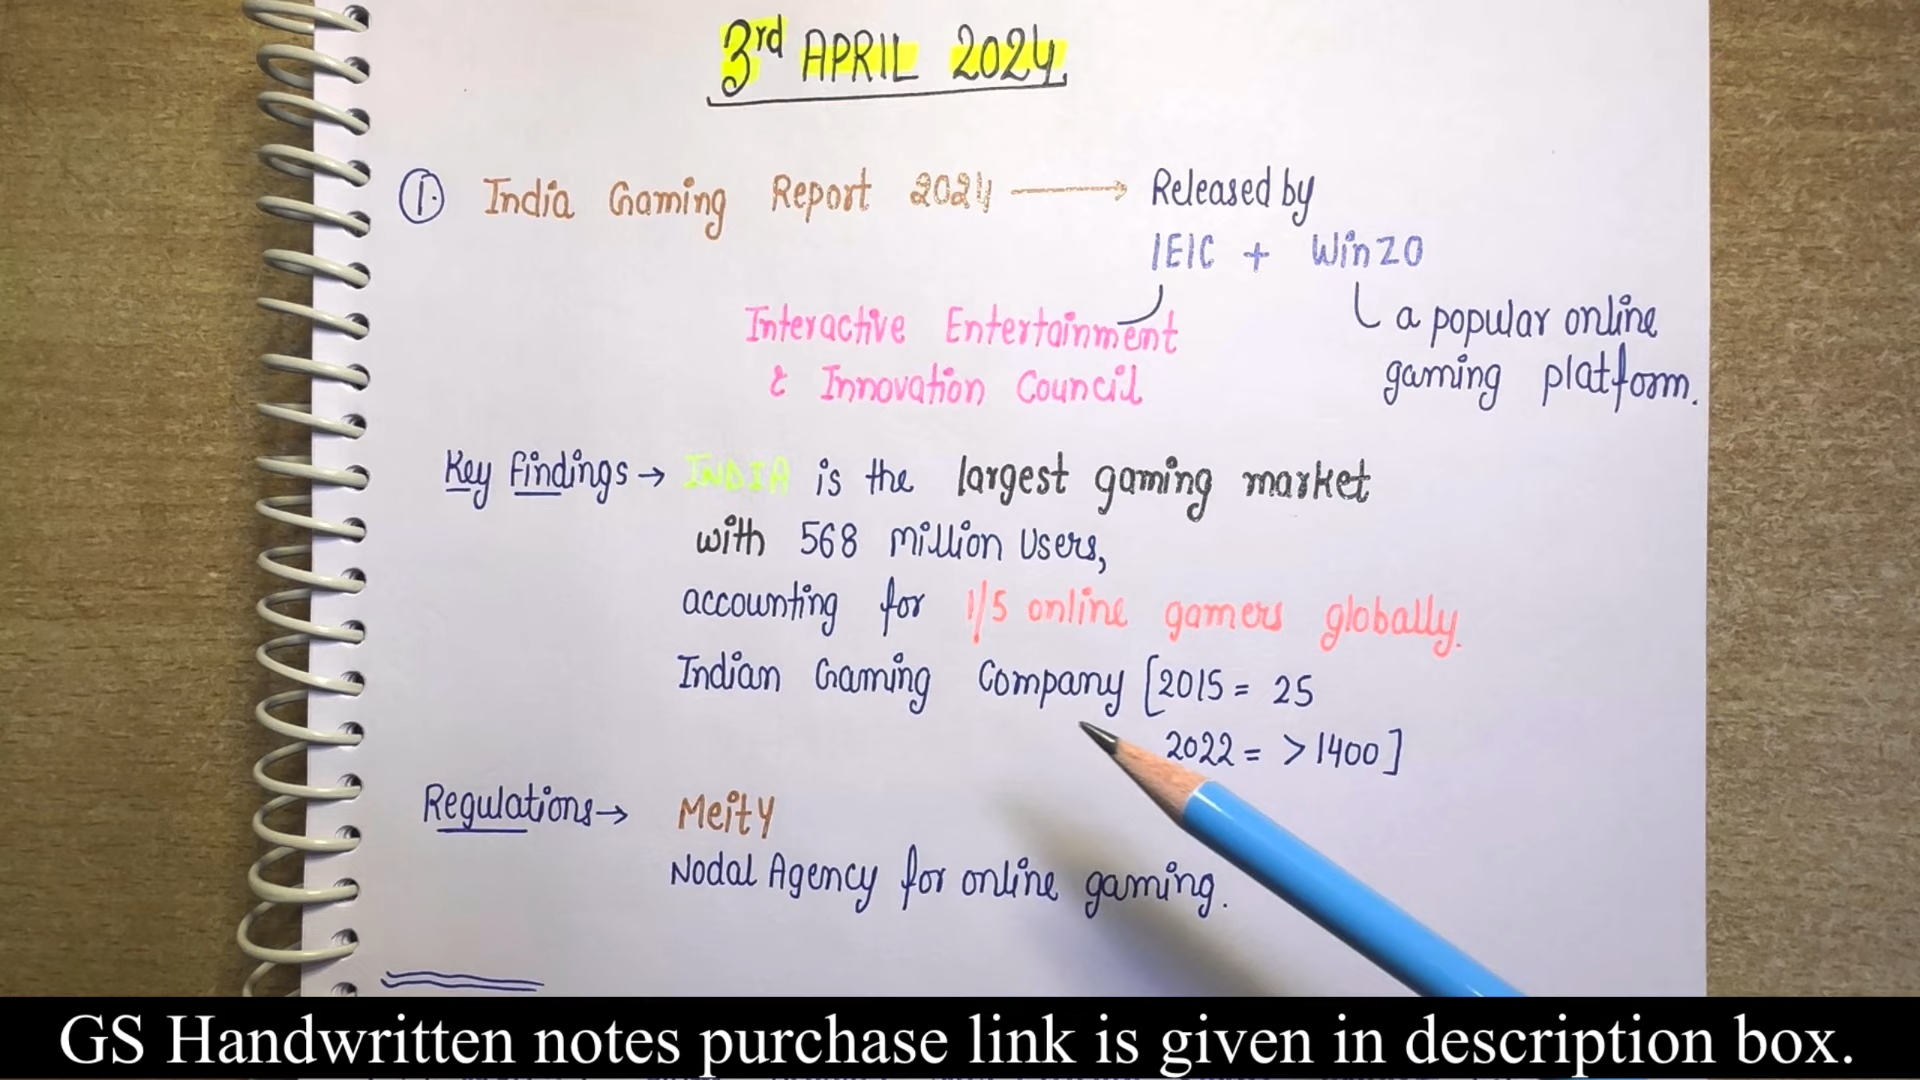 3rd APRIL 2024
1. India Gaming Report 2024 → Released by
IEIC + WinZO
Interactive Entertainment
& Innovation Council
a popular online
gaming platform.
Key findings → INDIA is the largest gaming market
with 568 million Users,
accounting for 1/5 online gamers globally.
Indian Gaming Company [2015 = 25
2022 = >1400]
Regulations → MeitY
Nodal Agency for online gaming.
GS Handwritten notes purchase link is given in description box.